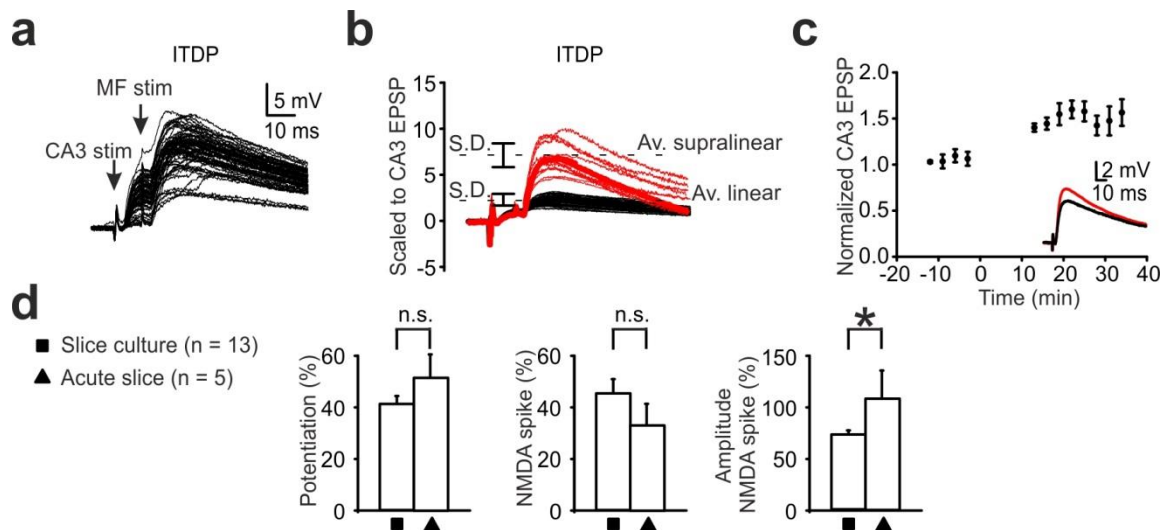 a
ITDP
MF stim
CA3 stim
5 mV
10 ms
b
ITDP
Scaled to CA3 EPSP
15
10
5
0
-5
S.D.
S.D.
Av. supralinear
Av. linear
c
Normalized CA3 EPSP
2.0
1.5
1.0
0.5
0.0
2 mV
10 ms
-20 -10 0 10 20 30 40
Time (min)
d
Slice culture (n = 13)
Acute slice (n = 5)
n.s.
Potentiation (%)
60
40
20
0
n.s.
NMDA spike (%)
60
40
20
0
*
Amplitude
NMDA spike (%)
150
100
50
0